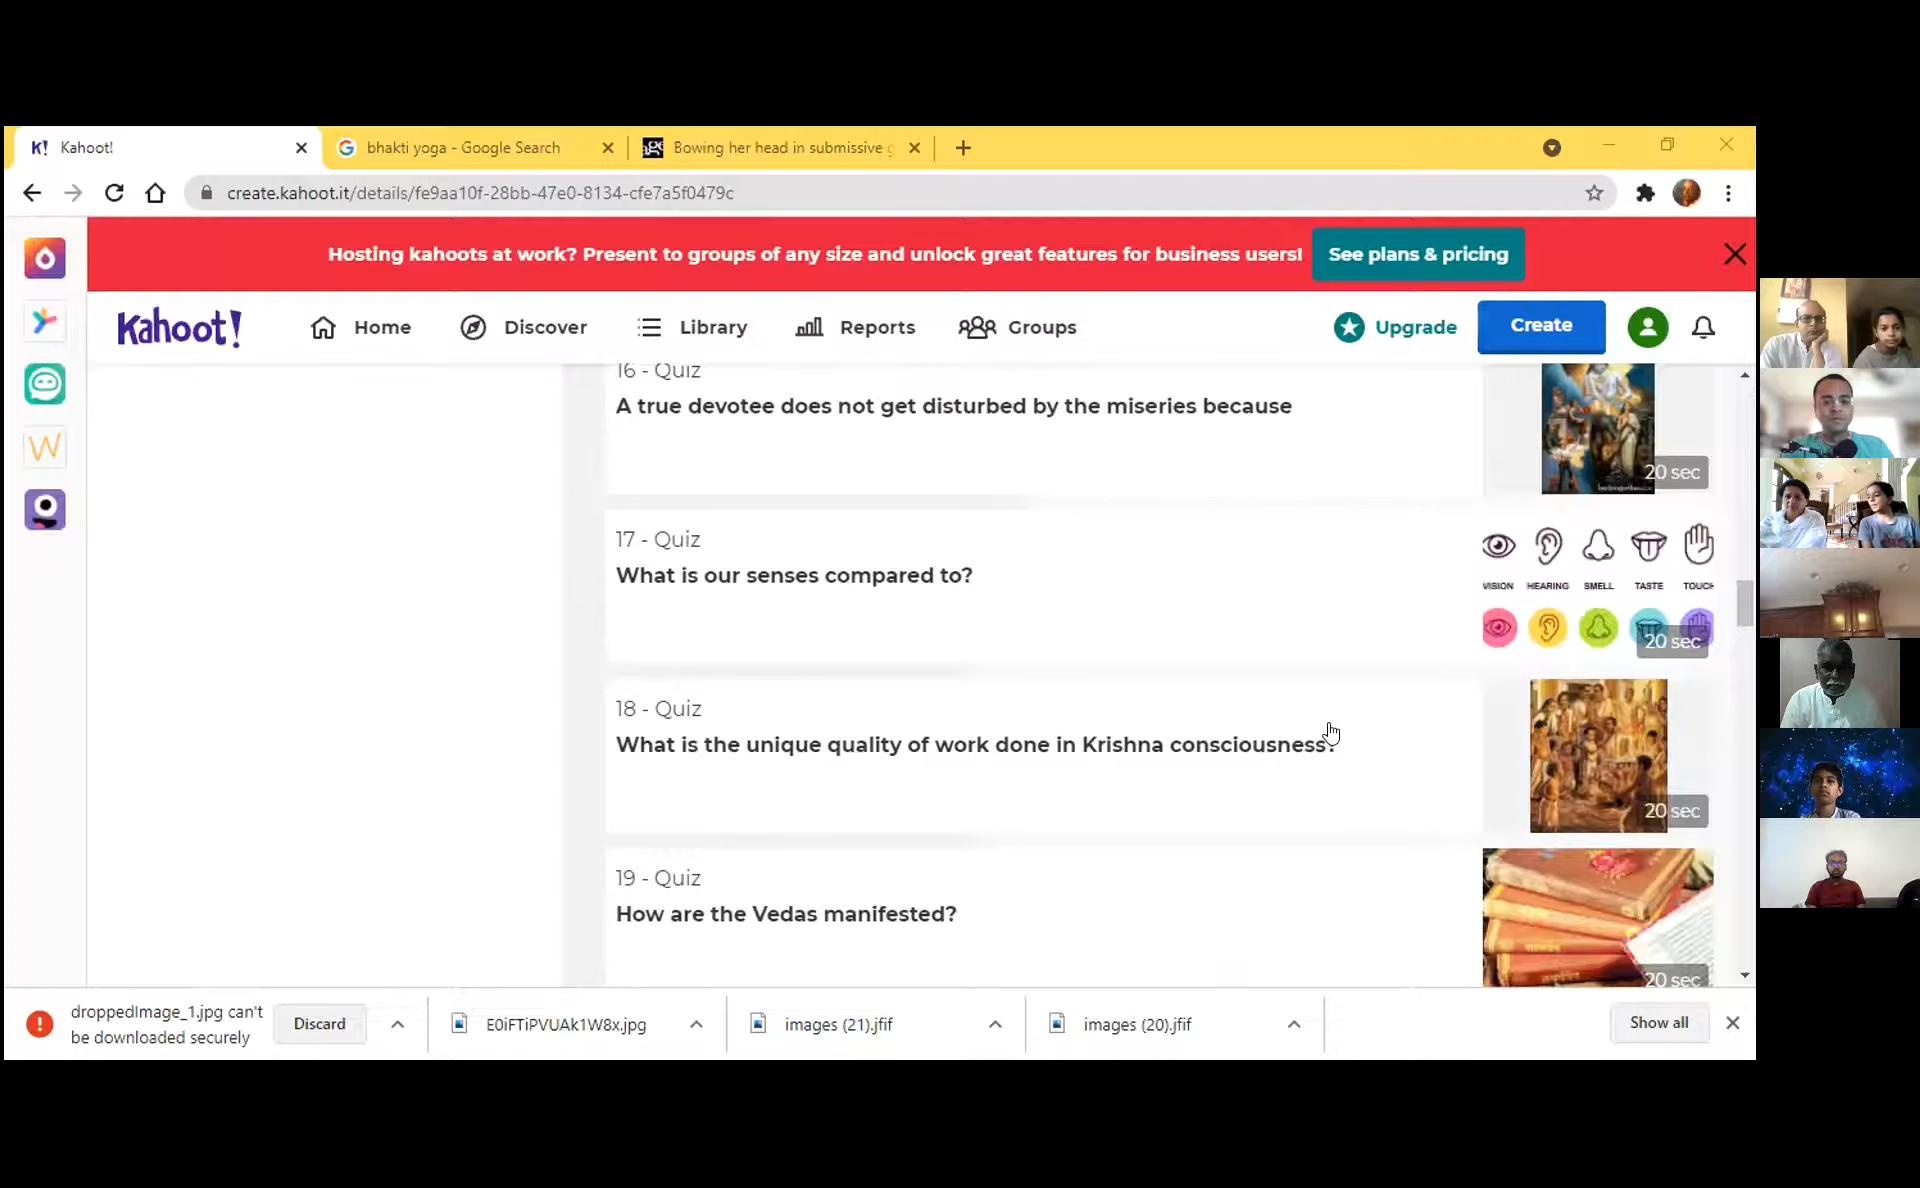 K! Kahoot!
bhakti yoga - Google Search
Bowing her head in submissive g
create.kahoot.it/details/fe9aa10f-28bb-47e0-8134-cfe7a5f0479c
Hosting kahoots at work? Present to groups of any size and unlock great features for business users!
See plans & pricing
Kahoot!
Home
Discover
Library
Reports
Groups
Upgrade
Create
16 - Quiz
A true devotee does not get disturbed by the miseries because
20 sec
17 - Quiz
What is our senses compared to?
VISION HEARING SMELL TASTE TOUCH
20 sec
18 - Quiz
What is the unique quality of work done in Krishna consciousness?
20 sec
19 - Quiz
How are the Vedas manifested?
20 sec
droppedImage_1.jpg can't
be downloaded securely
Discard
E0iFTiPVUAk1W8x.jpg
images (21).jfif
images (20).jfif
Show all